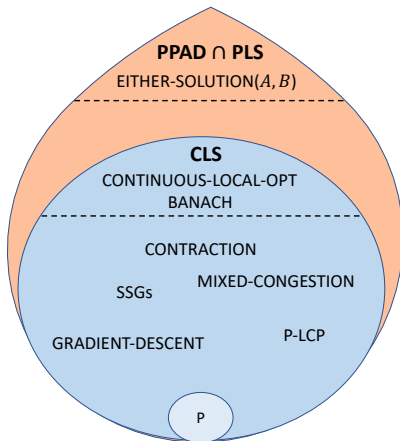 PPAD ∩ PLS
EITHER-SOLUTION(A, B)
CLS
CONTINUOUS-LOCAL-OPT
BANACH
CONTRACTION
MIXED-CONGESTION
SSGs
P-LCP
GRADIENT-DESCENT
P